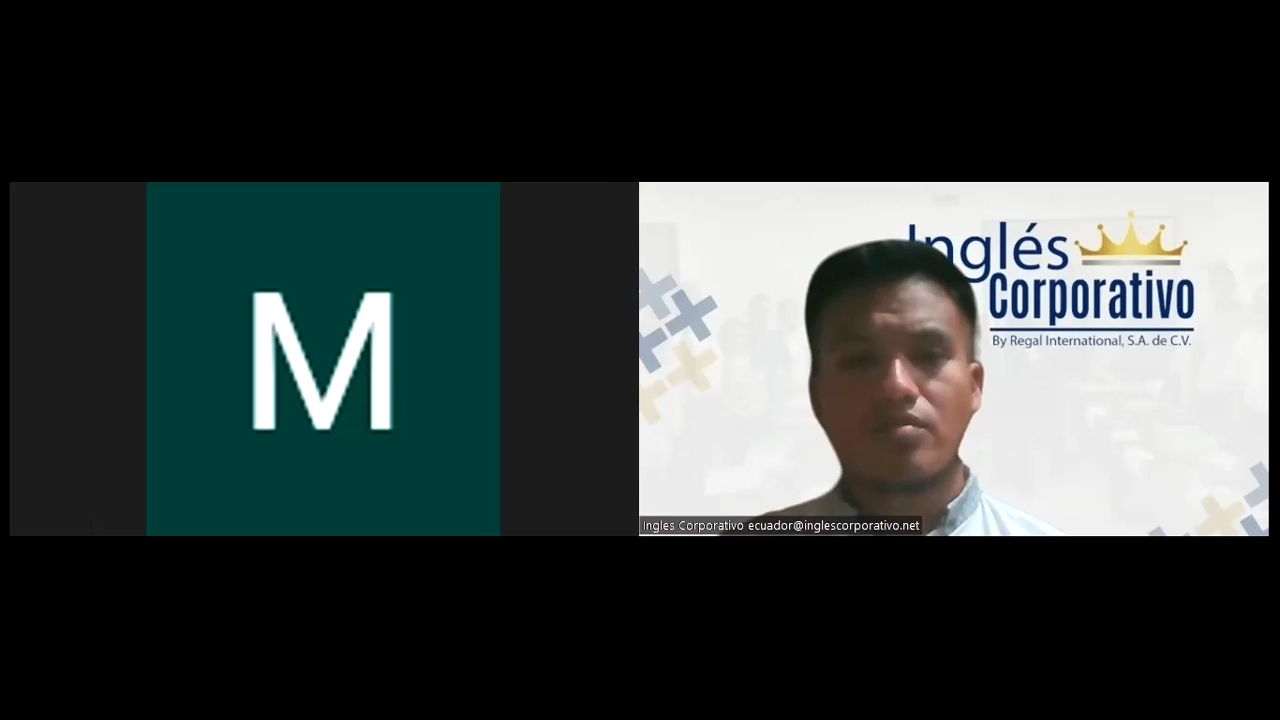 M
Inglés
Corporativo
By Regal International, S.A. de C.V.
Ingles Corporativo ecuador@inglescorporativo.net